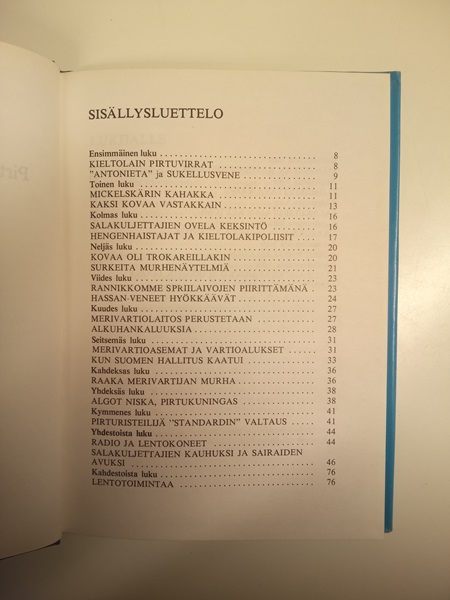 SISÄLLYSLUETTELO
Ensimmäinen luku . . . . . . . . . . . . . . . . . . . . . . . . . . 8
KIELTOLAIN PIRTUVIRRAT . . . . . . . . . . . . . . . . 8
"ANTONIETA" ja SUKELLUSVENE . . . . . . . . . . . . 9
Toinen luku . . . . . . . . . . . . . . . . . . . . . . . . . . 11
MICKELSKÄRIN KAHAKKA . . . . . . . . . . . . . . . . 11
KAKSI KOVAA VASTAKKAIN . . . . . . . . . . . . . . . 13
Kolmas luku . . . . . . . . . . . . . . . . . . . . . . . . . . 16
SALAKULJETTAJIEN OVELA KEKSINTÖ . . . . . . . . 16
HENGENHAISTAJAT JA KIELTOLAKIPOLIISIT . . . . 17
Neljäs luku . . . . . . . . . . . . . . . . . . . . . . . . . . 20
KOVAA OLI TROKAREILLAKIN . . . . . . . . . . . . . . 20
SURKEITA MURHENÄYTELMIÄ . . . . . . . . . . . . . 21
Viides luku . . . . . . . . . . . . . . . . . . . . . . . . . . 23
RANNIKKOMME SPRIILAIVOJEN PIIRITTÄMÄNÄ . 23
HASSAN-VENEET HYÖKKÄÄVÄT . . . . . . . . . . . . 24
Kuudes luku . . . . . . . . . . . . . . . . . . . . . . . . . . 27
MERIVARTIOLAITOS PERUSTETAAN . . . . . . . . . . 27
ALKUHANKALUUKSIA . . . . . . . . . . . . . . . . . . . 28
Seitsemäs luku . . . . . . . . . . . . . . . . . . . . . . . . 31
MERIVARTIOASEMAT JA VARTIOALUKSET . . . . . 31
KUN SUOMEN HALLITUS KAATUI . . . . . . . . . . . . 33
Kahdeksas luku . . . . . . . . . . . . . . . . . . . . . . . . 36
RAAKA MERIVARTIJAN MURHA . . . . . . . . . . . . . 36
Yhdeksäs luku . . . . . . . . . . . . . . . . . . . . . . . . 38
ALGOT NISKA, PIRTUKUNINGAS . . . . . . . . . . . . 38
Kymmenes luku . . . . . . . . . . . . . . . . . . . . . . . . 41
PIRTURISTEILIJÄ "STANDARDIN" VALTAUS . . . . . 41
Yhdestoista luku . . . . . . . . . . . . . . . . . . . . . . . 44
RADIO JA LENTOKONEET . . . . . . . . . . . . . . . . . 44
SALAKULJETTAJIEN KAUHUKSI JA SAIRAIDEN
AVUKSI . . . . . . . . . . . . . . . . . . . . . . . . . . . . . 46
Kahdestoista luku . . . . . . . . . . . . . . . . . . . . . . 76
LENTOTOIMINTAA . . . . . . . . . . . . . . . . . . . . . . 76